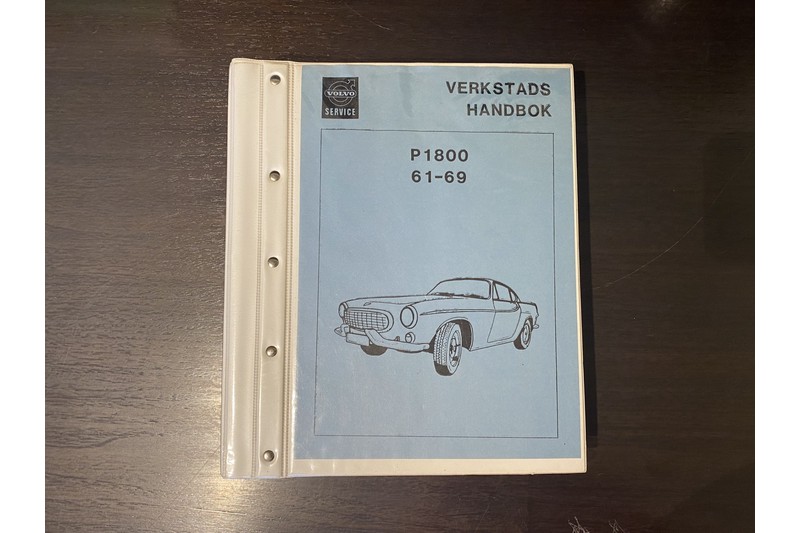 VOLVO
SERVICE
VERKSTADS
HANDBOK
P1800
61-69